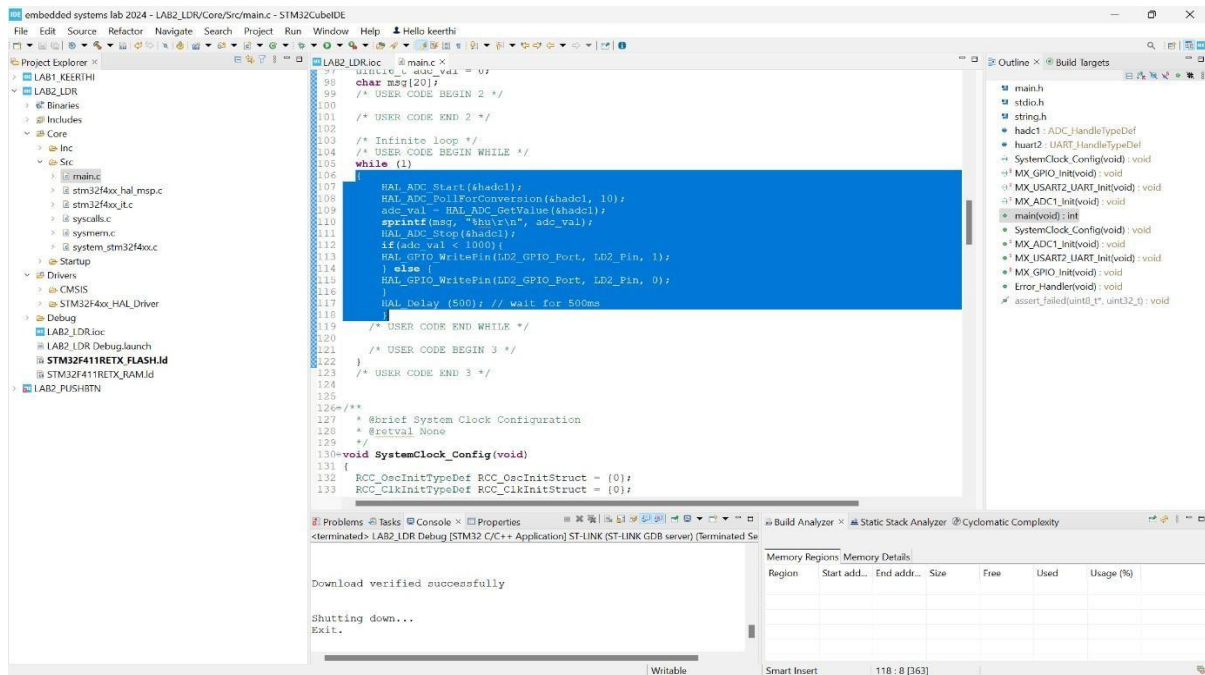 embedded systems lab 2024 - LAB2_LDR/Core/Src/main.c - STM32CubeIDE
File Edit Source Refactor Navigate Search Project Run Window Help Hello keerthi
Project Explorer
LAB1_KEERTHI
LAB2_LDR
Binaries
Includes
Core
Inc
Src
main.c
stm32f4xx_hal_msp.c
stm32f4xx_it.c
syscalls.c
sysmem.c
system_stm32f4xx.c
Startup
Drivers
CMSIS
STM32F4xx_HAL_Driver
Debug
LAB2_LDR.ioc
LAB2_LDR Debug.launch
STM32F411RETX_FLASH.ld
STM32F411RETX_RAM.ld
LAB2_PUSHBTN
LAB2_LDR.ioc main.c
97 uint16_t adc_val = 0;
98 char msg[20];
99 /* USER CODE BEGIN 2 */
100
101 /* USER CODE END 2 */
102
103 /* Infinite loop */
104 /* USER CODE BEGIN WHILE */
105 while (1)
106 {
107 HAL_ADC_Start(&hadc1);
108 HAL_ADC_PollForConversion(&hadc1, 10);
109 adc_val = HAL_ADC_GetValue(&hadc1);
110 sprintf(msg, "%hu\r\n", adc_val);
111 HAL_ADC_Stop(&hadc1);
112 if(adc_val < 1000){
113 HAL_GPIO_WritePin(LD2_GPIO_Port, LD2_Pin, 1);
114 } else {
115 HAL_GPIO_WritePin(LD2_GPIO_Port, LD2_Pin, 0);
116 }
117 HAL_Delay (500); // wait for 500ms
118 }
119 /* USER CODE END WHILE */
120
121 /* USER CODE BEGIN 3 */
122 }
123 /* USER CODE END 3 */
124
125
126 /**
127 * @brief System Clock Configuration
128 * @retval None
129 */
130 void SystemClock_Config(void)
131 {
132 RCC_OscInitTypeDef RCC_OscInitStruct = {0};
133 RCC_ClkInitTypeDef RCC_ClkInitStruct = {0};
Outline Build Targets
main.h
stdio.h
string.h
hadc1 : ADC_HandleTypeDef
huart2 : UART_HandleTypeDef
SystemClock_Config(void) : void
MX_GPIO_Init(void) : void
MX_USART2_UART_Init(void) : void
MX_ADC1_Init(void) : void
main(void) : int
SystemClock_Config(void) : void
MX_ADC1_Init(void) : void
MX_USART2_UART_Init(void) : void
MX_GPIO_Init(void) : void
Error_Handler(void) : void
assert_failed(uint8_t*, uint32_t) : void
Problems Tasks Console Properties
<terminated> LAB2_LDR Debug [STM32 C/C++ Application] ST-LINK (ST-LINK GDB server) (Terminated Se
Download verified successfully
Shutting down...
Exit.
Build Analyzer Static Stack Analyzer Cyclomatic Complexity
Memory Regions Memory Details
Region Start add... End addr... Size Free Used Usage (%)
Writable Smart Insert 118 : 8 [363]